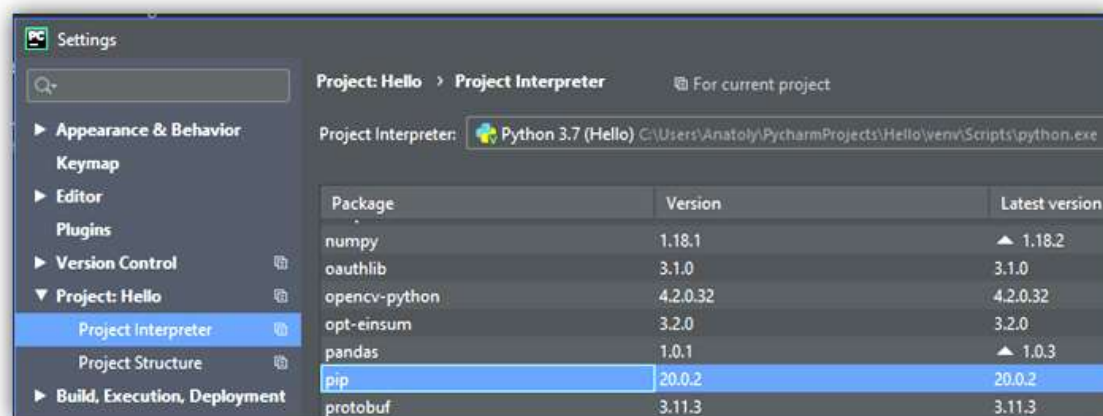 PC Settings
Project: Hello › Project Interpreter For current project
Project Interpreter: Python 3.7 (Hello) C:\Users\Anatoly\PycharmProjects\Hello\venv\Scripts\python.exe
Appearance & Behavior
Keymap
Editor
Plugins
Version Control
Project: Hello
Project Interpreter
Project Structure
Build, Execution, Deployment
Package Version Latest version
numpy 1.18.1 ▲ 1.18.2
oauthlib 3.1.0 3.1.0
opencv-python 4.2.0.32 4.2.0.32
opt-einsum 3.2.0 3.2.0
pandas 1.0.1 ▲ 1.0.3
pip 20.0.2 20.0.2
protobuf 3.11.3 3.11.3